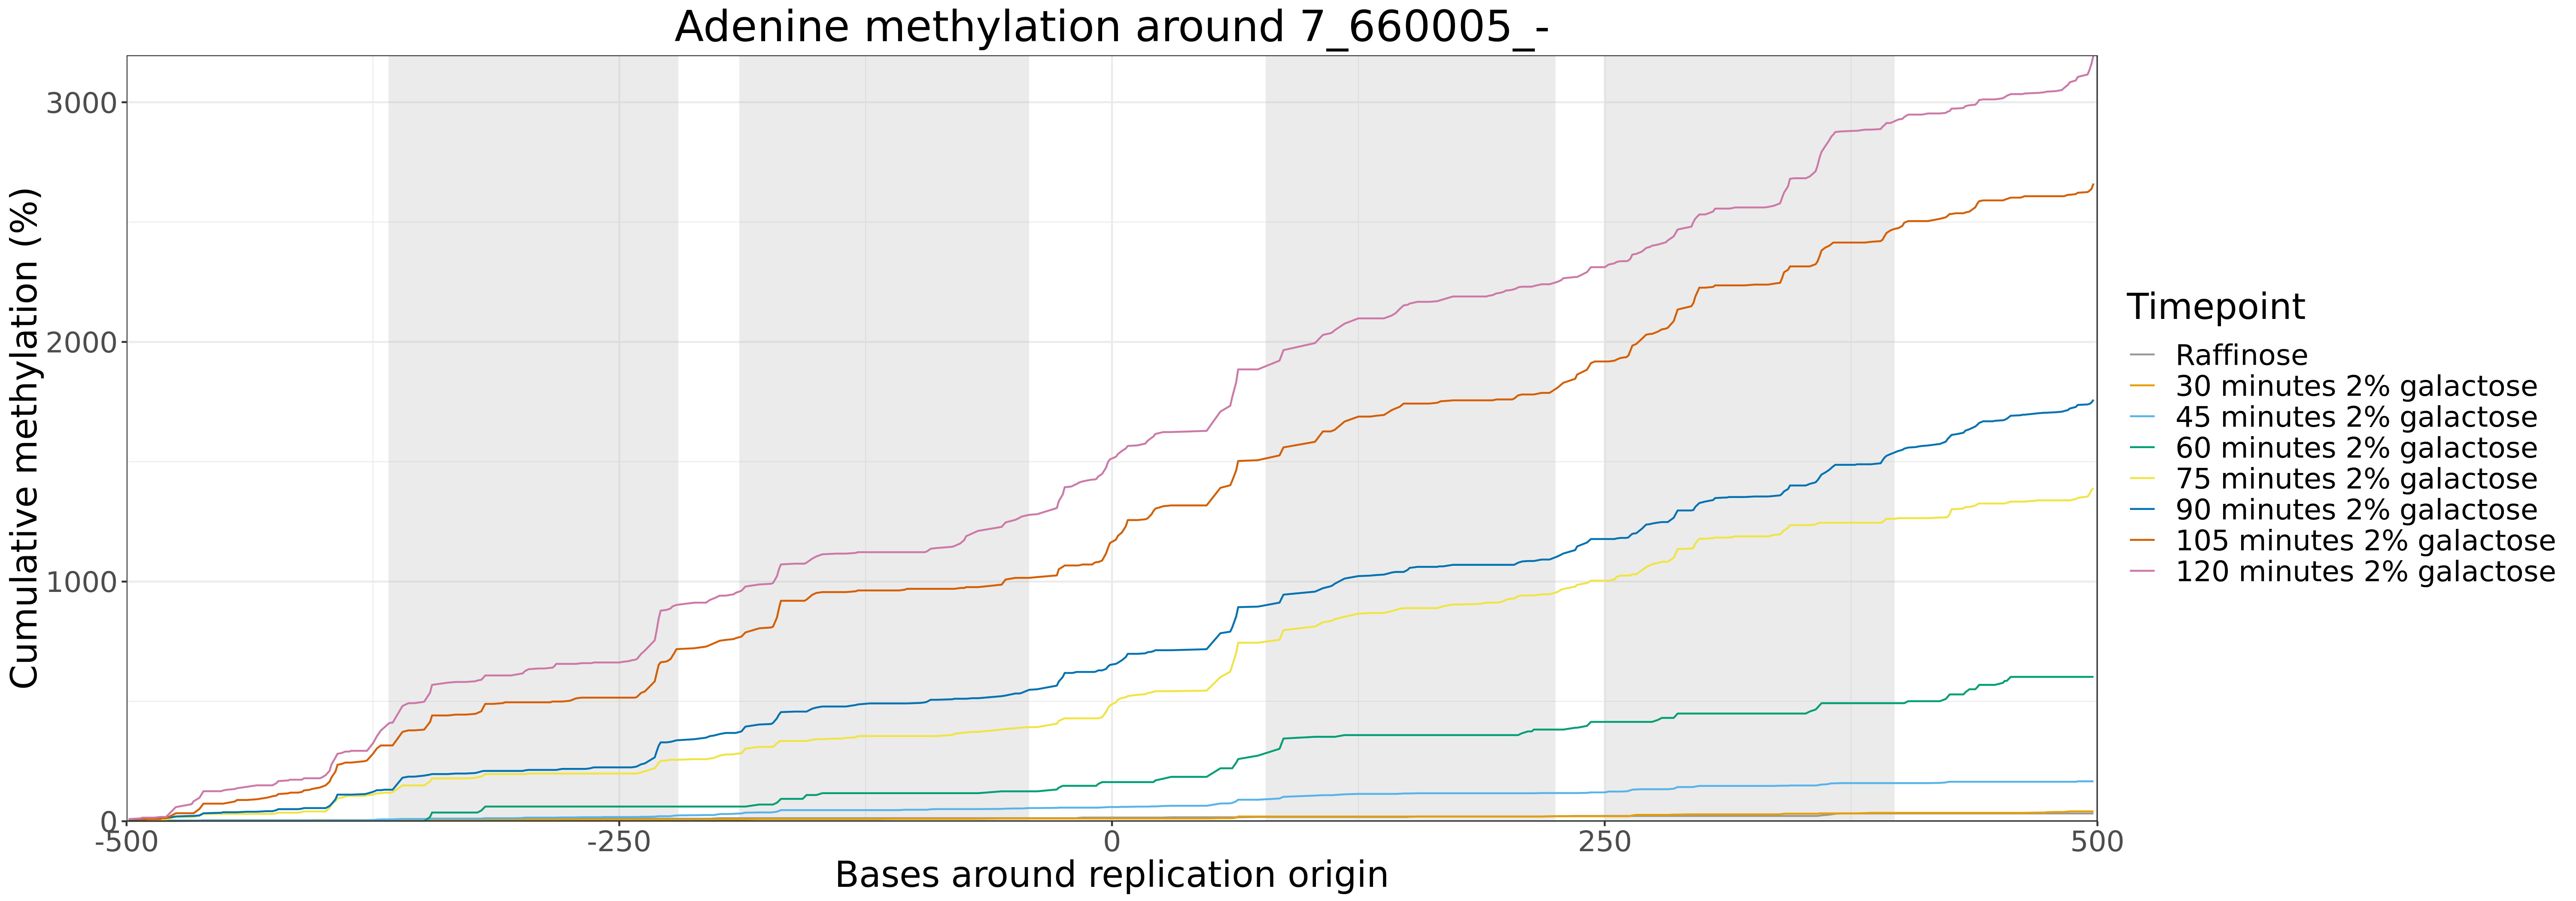 Adenine methylation around 7_660005_-
Cumulative methylation (%)
3000
2000
1000
0
-500
-250
0
250
500
Bases around replication origin
Timepoint
Raffinose
30 minutes 2% galactose
45 minutes 2% galactose
60 minutes 2% galactose
75 minutes 2% galactose
90 minutes 2% galactose
105 minutes 2% galactose
120 minutes 2% galactose